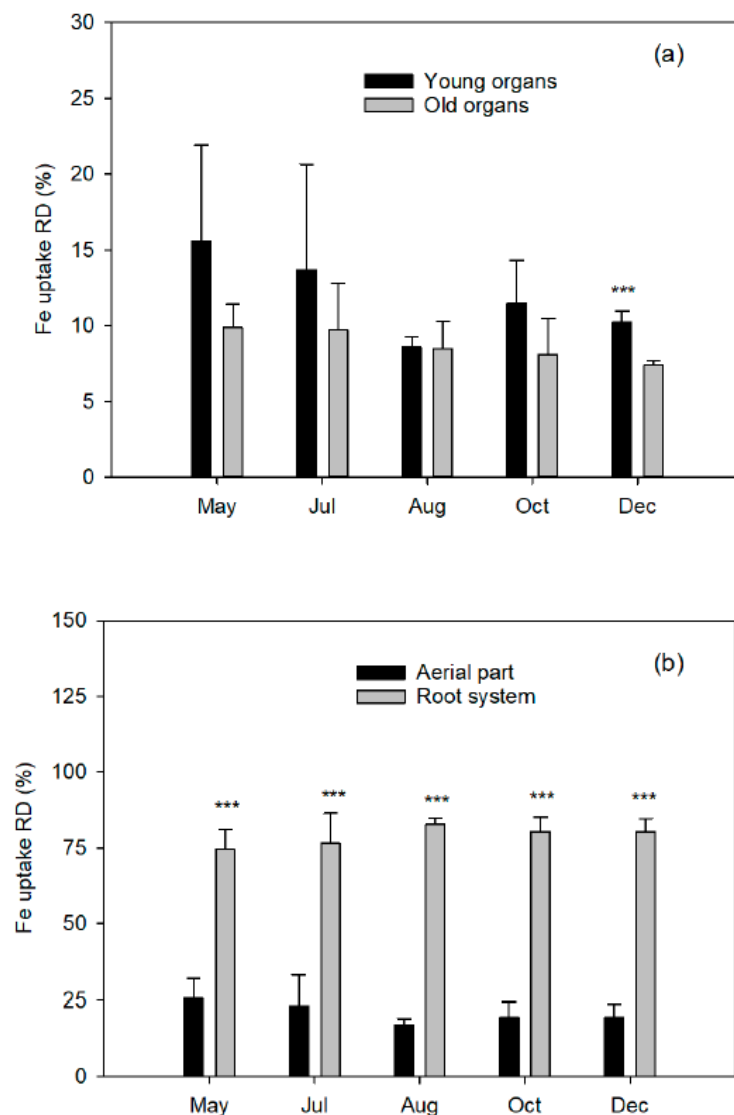 (a)
Young organs
Old organs
Fe uptake RD (%)
30
25
20
15
10
5
0
***
May Jul Aug Oct Dec
(b)
Aerial part
Root system
Fe uptake RD (%)
150
125
100
75
50
25
0
*** *** *** *** ***
May Jul Aug Oct Dec